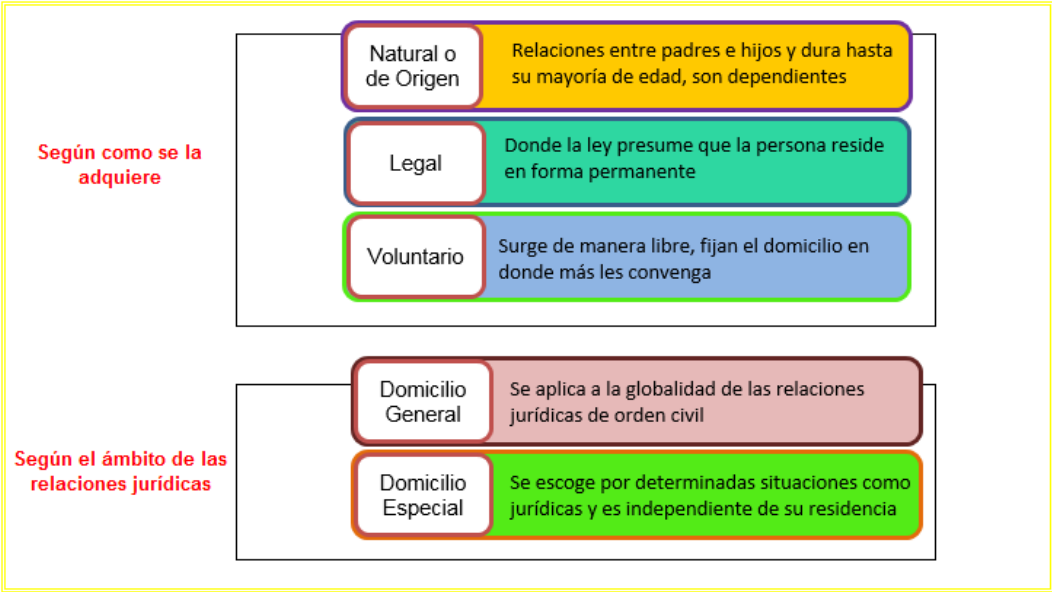 Natural o
de Origen
Relaciones entre padres e hijos y dura hasta
su mayoría de edad, son dependientes
Según como se la
adquiere
Legal
Donde la ley presume que la persona reside
en forma permanente
Voluntario
Surge de manera libre, fijan el domicilio en
donde más les convenga
Domicilio
General
Se aplica a la globalidad de las relaciones
jurídicas de orden civil
Según el ámbito de las
relaciones jurídicas
Domicilio
Especial
Se escoge por determinadas situaciones como
jurídicas y es independiente de su residencia